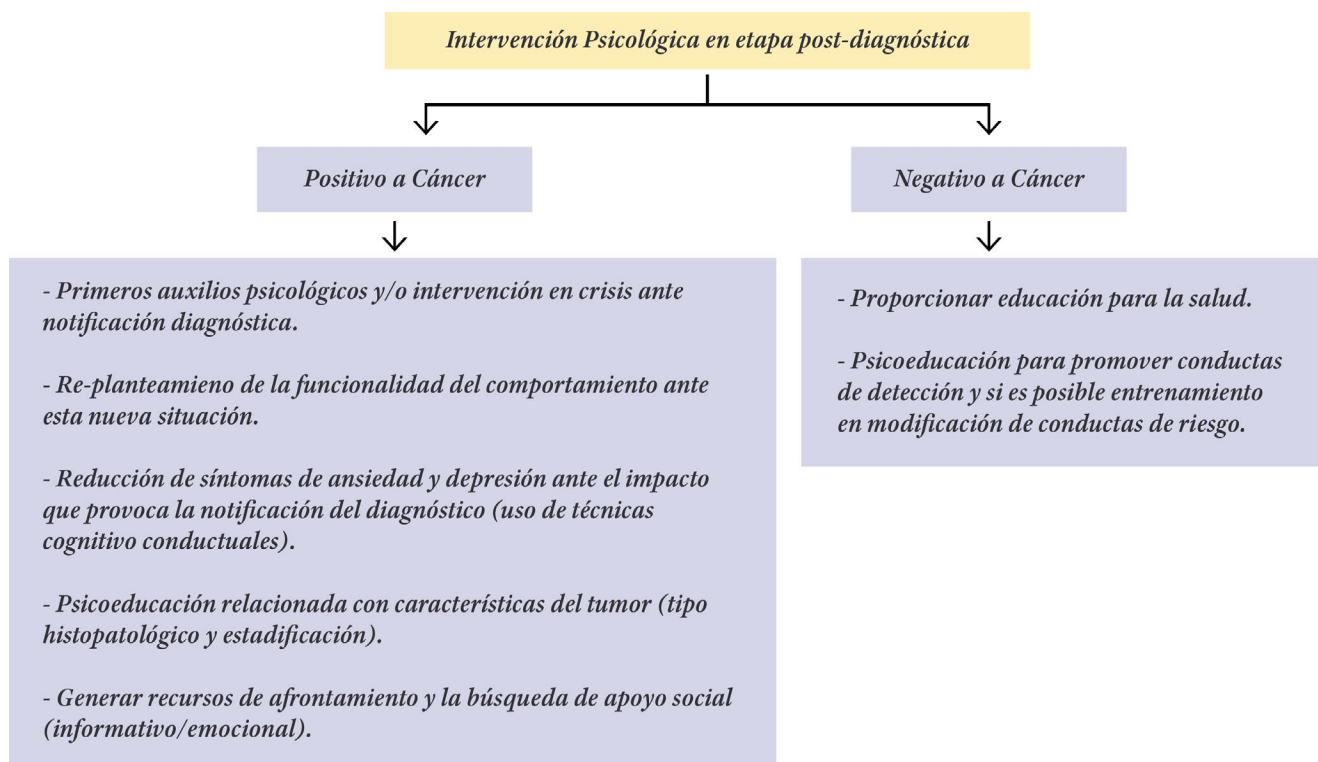 Intervención Psicológica en etapa post-diagnóstica
Positivo a Cáncer
- Primeros auxilios psicológicos y/o intervención en crisis ante
notificación diagnóstica.
- Re-planteamieno de la funcionalidad del comportamiento ante
esta nueva situación.
- Reducción de síntomas de ansiedad y depresión ante el impacto
que provoca la notificación del diagnóstico (uso de técnicas
cognitivo conductuales).
- Psicoeducación relacionada con características del tumor (tipo
histopatológico y estadificación).
- Generar recursos de afrontamiento y la búsqueda de apoyo social
(informativo/emocional).
Negativo a Cáncer
- Proporcionar educación para la salud.
- Psicoeducación para promover conductas
de detección y si es posible entrenamiento
en modificación de conductas de riesgo.